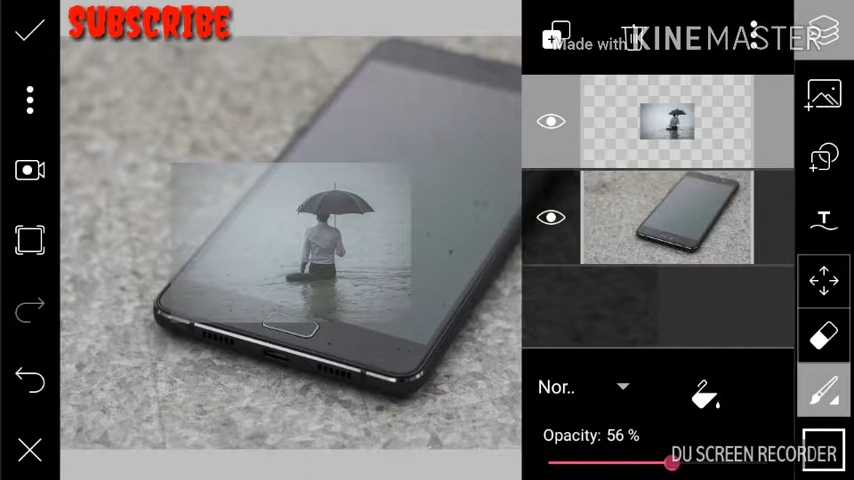 SUBSCRIBE
Made with KINEMASTER
T
Nor..
Opacity: 56 %
DU SCREEN RECORDER